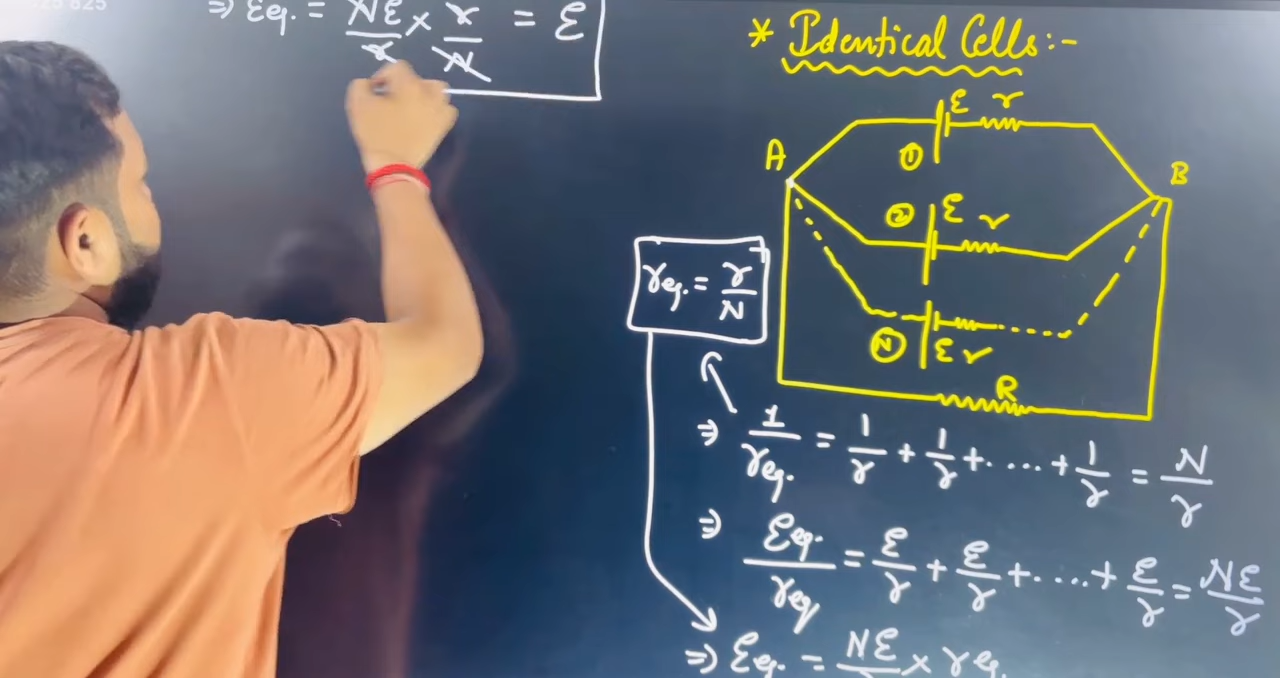 ⇒ Eeq. = NE/r × r/N = E
* Identical Cells:-
E r
①
A
B
② E r
Ⓝ E r
R
req. = r/N
⇒ 1/req. = 1/r + 1/r + ..... + 1/r = N/r
⇒ Eeq./req = E/r + E/r + ..... + E/r = NE/r
⇒ Eeq. = NE/r × req.